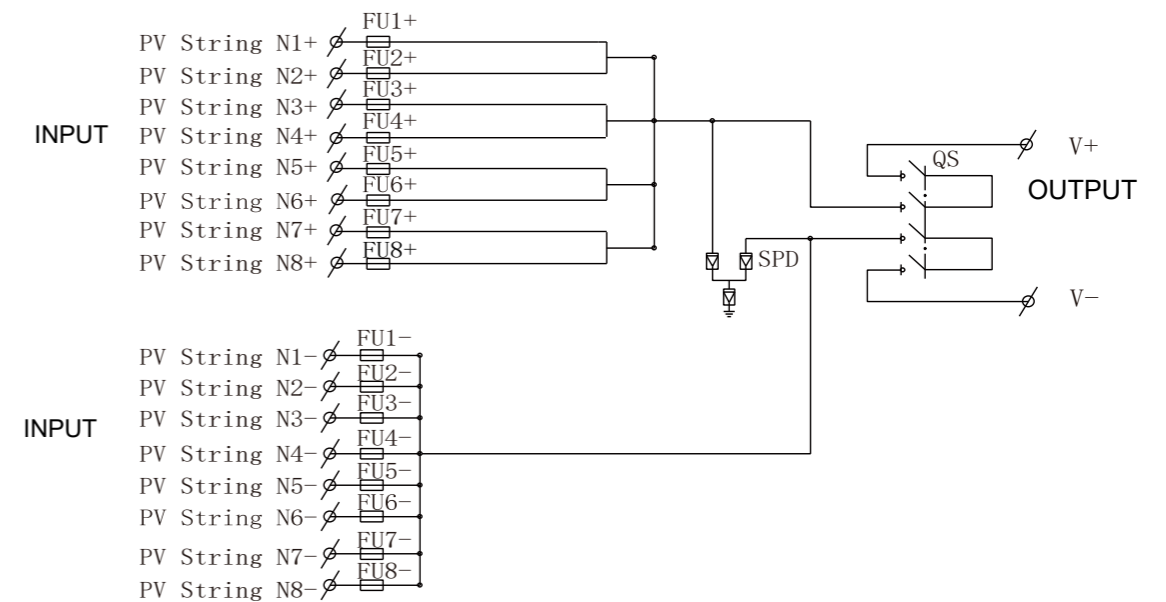 FU1+
PV String N1+
FU2+
PV String N2+
FU3+
PV String N3+
FU4+
INPUT
PV String N4+
FU5+
PV String N5+
FU6+
PV String N6+
FU7+
PV String N7+
FU8+
PV String N8+
SPD
QS
V+
OUTPUT
V-
FU1-
PV String N1-
FU2-
PV String N2-
FU3-
PV String N3-
INPUT
FU4-
PV String N4-
FU5-
PV String N5-
FU6-
PV String N6-
FU7-
PV String N7-
FU8-
PV String N8-